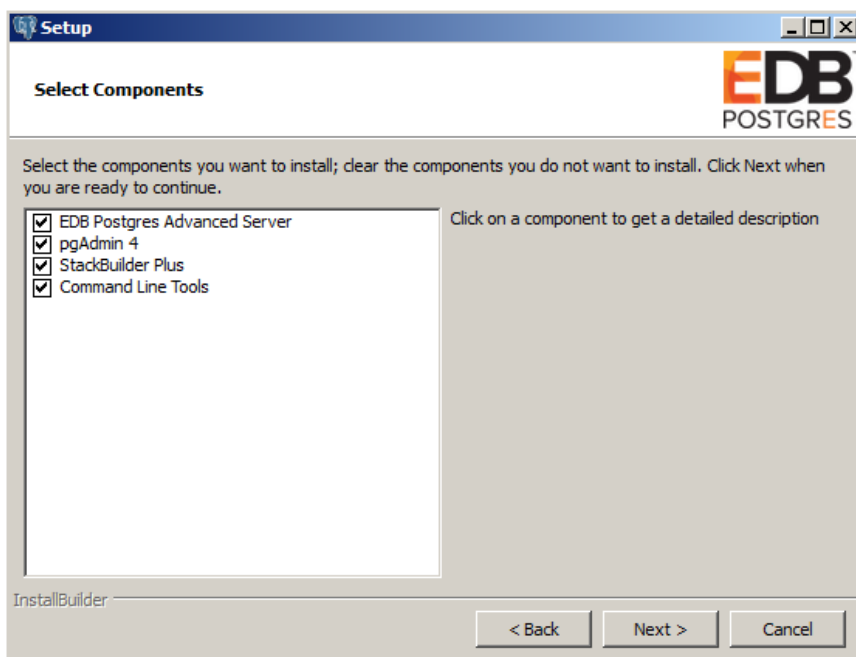 Setup
Select Components
EDB
POSTGRES
Select the components you want to install; clear the components you do not want to install. Click Next when
you are ready to continue.
EDB Postgres Advanced Server
pgAdmin 4
StackBuilder Plus
Command Line Tools
Click on a component to get a detailed description
InstallBuilder
< Back
Next >
Cancel